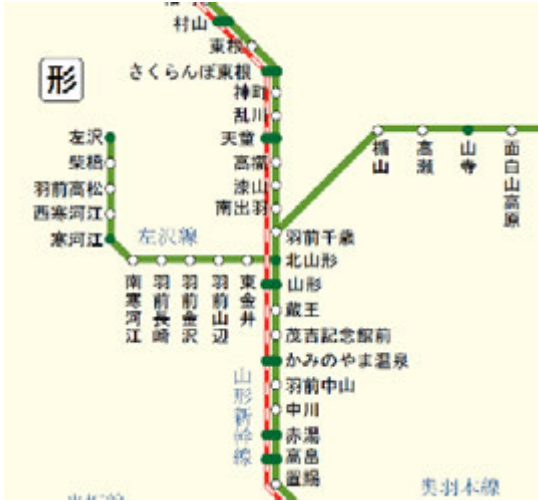 村山
東根
さくらんぼ東根
神町
乱川
天童
高擶
漆山
南出羽
羽前千歳
北山形
山形
蔵王
茂吉記念館前
かみのやま温泉
羽前中山
中川
赤湯
高畠
置賜
形
左沢
柴橋
羽前高松
西寒河江
寒河江
左沢線
南寒河江
羽前長崎
羽前金沢
羽前山辺
東金井
楯山
高瀬
山寺
面白山高原
山形新幹線
奥羽本線